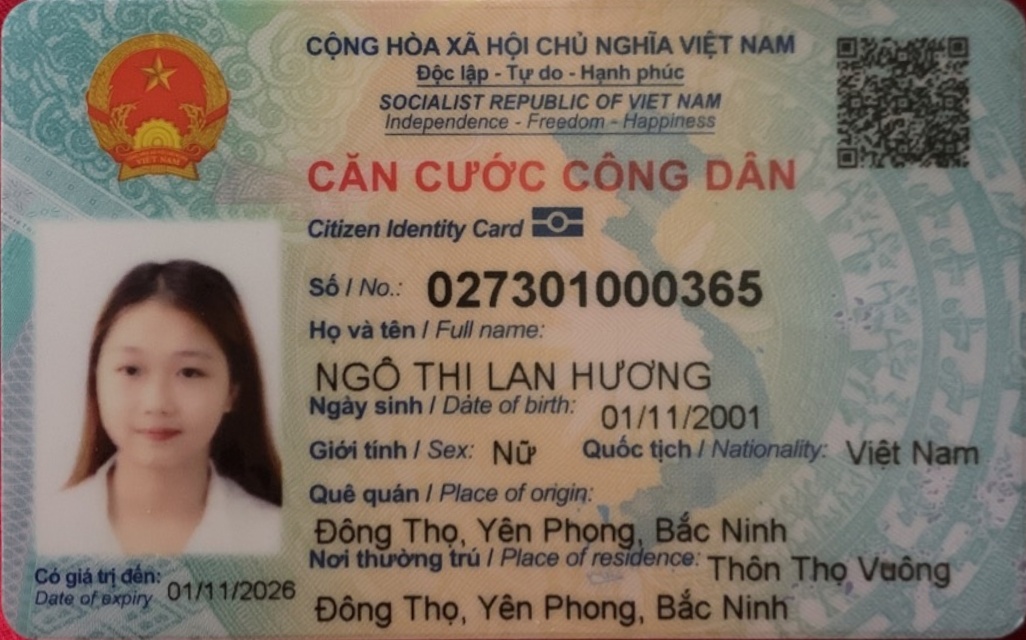 CỘNG HÒA XÃ HỘI CHỦ NGHĨA VIỆT NAM
Độc lập - Tự do - Hạnh phúc
SOCIALIST REPUBLIC OF VIET NAM
Independence - Freedom - Happiness
VIỆT NAM
CĂN CƯỚC CÔNG DÂN
Citizen Identity Card
Số / No.: 027301000365
Họ và tên / Full name:
NGÔ THỊ LAN HƯƠNG
Ngày sinh / Date of birth: 01/11/2001
Giới tính / Sex: Nữ Quốc tịch / Nationality: Việt Nam
Quê quán / Place of origin:
Đông Thọ, Yên Phong, Bắc Ninh
Nơi thường trú / Place of residence: Thôn Thọ Vuông
Đông Thọ, Yên Phong, Bắc Ninh
Có giá trị đến: 01/11/2026
Date of expiry